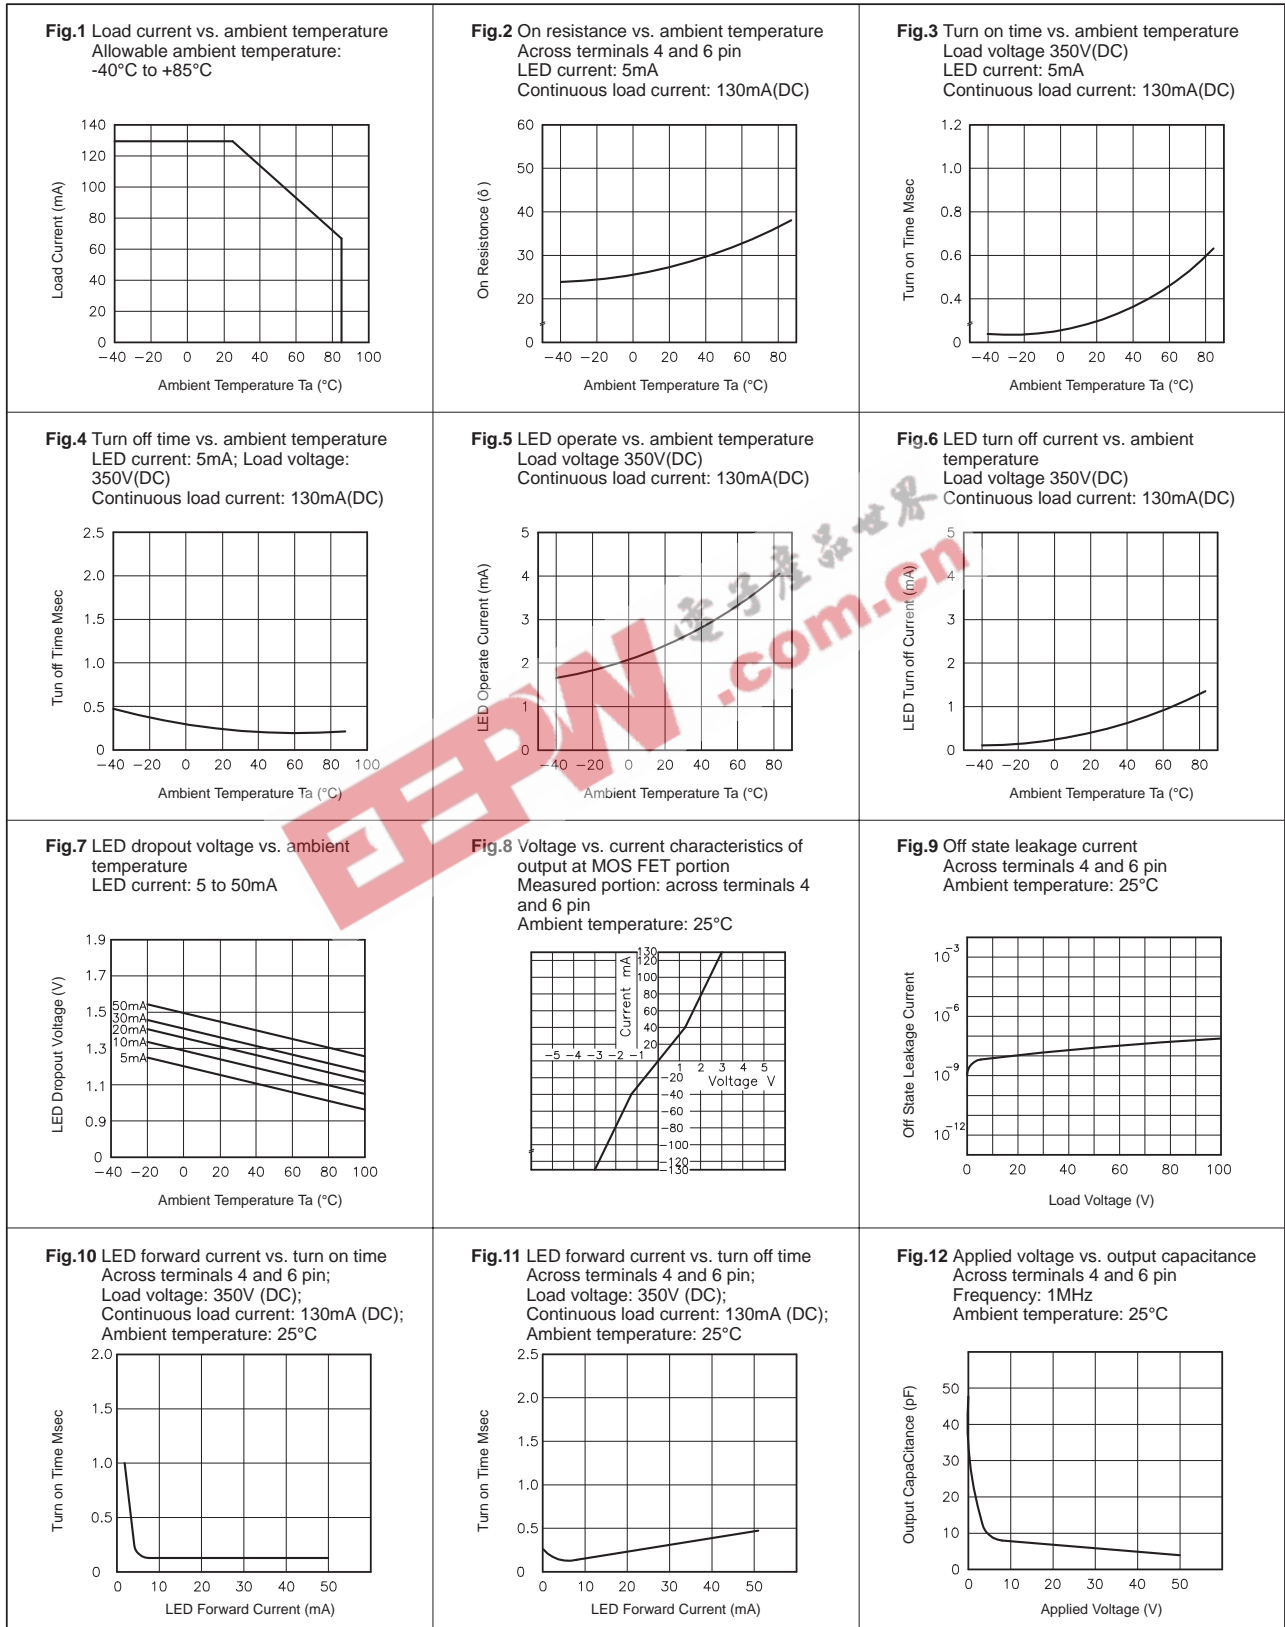 Fig.1 Load current vs. ambient temperature
Allowable ambient temperature:
-40°C to +85°C
140
120
100
80
60
40
20
0
Load Current (mA)
−40 −20 0 20 40 60 80 100
Ambient Temperature Ta (°C)
Fig.2 On resistance vs. ambient temperature
Across terminals 4 and 6 pin
LED current: 5mA
Continuous load current: 130mA(DC)
60
50
40
30
20
0
On Resistonce (ô )
−40 −20 0 20 40 60 80
Ambient Temperature Ta (°C)
Fig.3 Turn on time vs. ambient temperature
Load voltage 350V(DC)
LED current: 5mA
Continuous load current: 130mA(DC)
1.2
1.0
0.8
0.6
0.4
0
Turn on Time Msec
−40 −20 0 20 40 60 80
Ambient Temperature Ta (°C)
Fig.4 Turn off time vs. ambient temperature
LED current: 5mA; Load voltage:
350V(DC)
Continuous load current: 130mA(DC)
2.5
2.0
1.5
1.0
0.5
0
Tun off Time Msec
−40 −20 0 20 40 60 80 100
Ambient Temperature Ta (°C)
Fig.5 LED operate vs. ambient temperature
Load voltage 350V(DC)
Continuous load current: 130mA(DC)
5
4
3
2
1
0
LED Operate Current (mA)
−40 −20 0 20 40 60 80
Ambient Temperature Ta (°C)
Fig.6 LED turn off current vs. ambient
temperature
Load voltage 350V(DC)
Continuous load current: 130mA(DC)
5
4
3
2
1
0
LED Turn off Current (mA)
−40 −20 0 20 40 60 80
Ambient Temperature Ta (°C)
EEPW
.com.cn
電子產品世界
Fig.7 LED dropout voltage vs. ambient
temperature
LED current: 5 to 50mA
1.9
1.7
1.5
1.3
1.1
0.9
0
LED Dropout Voltage (V)
50mA
30mA
20mA
10mA
5mA
−40 −20 0 20 40 60 80 100
Ambient Temperature Ta (°C)
Fig.8 Voltage vs. current characteristics of
output at MOS FET portion
Measured portion: across terminals 4
and 6 pin
Ambient temperature: 25°C
130
120
100
80
60
40
20
Current mA
−5 −4 −3 −2 −1
1 2 3 4 5
Voltage V
−20
−40
−60
−80
−100
−120
−130
Fig.9 Off state leakage current
Across terminals 4 and 6 pin
Ambient temperature: 25°C
10−3
10−6
10−9
10−12
Off State Leakage Current
0 20 40 60 80 100
Load Voltage (V)
Fig.10 LED forward current vs. turn on time
Across terminals 4 and 6 pin;
Load voltage: 350V (DC);
Continuous load current: 130mA (DC);
Ambient temperature: 25°C
2.0
1.5
1.0
0.5
0
Turn on Time Msec
0 10 20 30 40 50
LED Forward Current (mA)
Fig.11 LED forward current vs. turn off time
Across terminals 4 and 6 pin;
Load voltage: 350V (DC);
Continuous load current: 130mA (DC);
Ambient temperature: 25°C
2.5
2.0
1.5
1.0
0.5
0
Turn on Time Msec
0 10 20 30 40 50
LED Forward Current (mA)
Fig.12 Applied voltage vs. output capacitance
Across terminals 4 and 6 pin
Frequency: 1MHz
Ambient temperature: 25°C
50
40
30
20
10
0
Output CapaCitance (pF)
0 10 20 30 40 50
Applied Voltage (V)